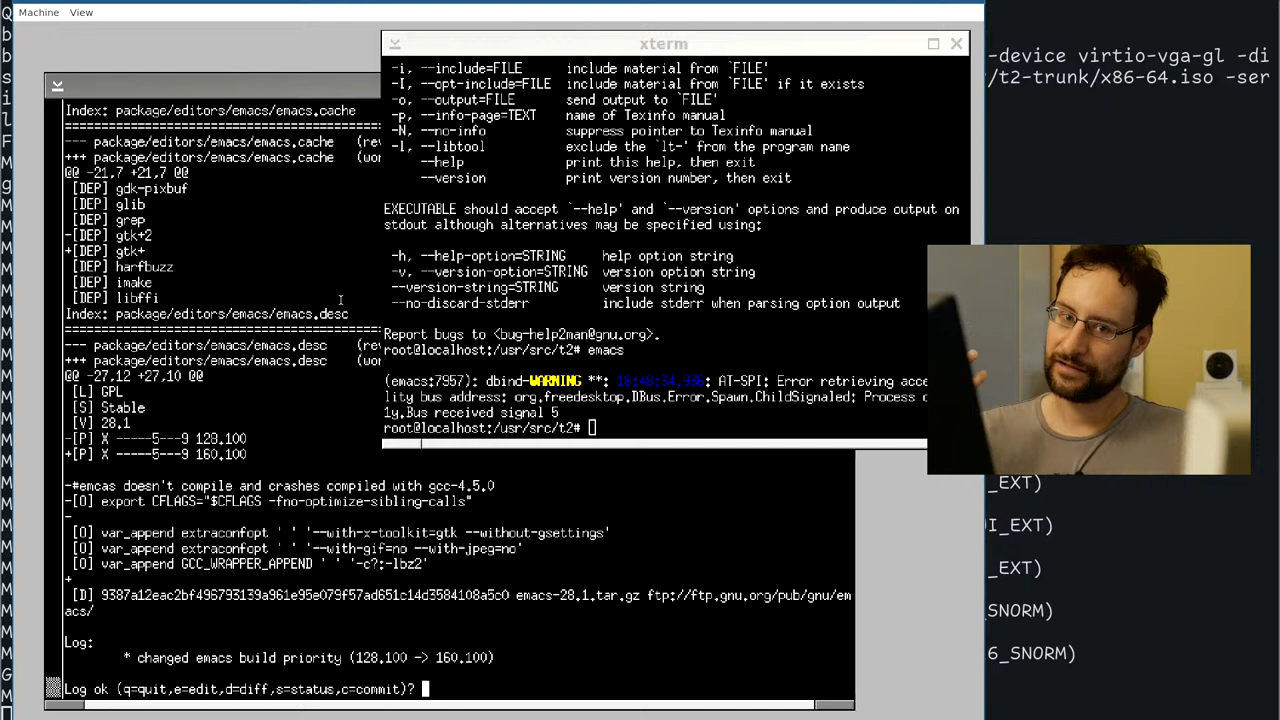 Machine View
xterm
-i, --include=FILE include material from `FILE'
-I, --opt-include=FILE include material from `FILE' if it exists
-o, --output=FILE send output to `FILE'
-p, --info-page=TEXT name of Texinfo manual
-N, --no-info suppress pointer to Texinfo manual
-l, --libtool exclude the `lt-' from the program name
--help print this help, then exit
--version print version number, then exit
EXECUTABLE should accept `--help' and `--version' options and produce output on
stdout although alternatives may be specified using:
-h, --help-option=STRING help option string
-v, --version-option=STRING version option string
--version-string=STRING version string
--no-discard-stderr include stderr when parsing option output
Report bugs to <bug-help2man@gnu.org>.
root@localhost:/usr/src/t2# emacs
(emacs:7957): dbind-WARNING **: 18:48:34.936: AT-SPI: Error retrieving acce
lity bus address: org.freedesktop.DBus.Error.Spawn.ChildSignaled: Process o
1y.Bus received signal 5
root@localhost:/usr/src/t2#
Index: package/editors/emacs/emacs.cache
--- package/editors/emacs/emacs.cache (rev
+++ package/editors/emacs/emacs.cache (wor
@@ -21,7 +21,7 @@
[DEP] gdk-pixbuf
[DEP] glib
[DEP] grep
-[DEP] gtk+2
+[DEP] gtk+
[DEP] harfbuzz
[DEP] imake
[DEP] libffi
Index: package/editors/emacs/emacs.desc
--- package/editors/emacs/emacs.desc (rev
+++ package/editors/emacs/emacs.desc (wor
@@ -27,12 +27,10 @@
[L] GPL
[S] Stable
[V] 28.1
-[P] X -----5---9 128.100
+[P] X -----5---9 160.100
-#emcas doesn't compile and crashes compiled with gcc-4.5.0
-[O] export CFLAGS="$CFLAGS -fno-optimize-sibling-calls"
-
[O] var_append extraconfopt ' ' '--with-x-toolkit=gtk --without-gsettings'
[O] var_append extraconfopt ' ' '--with-gif=no --with-jpeg=no'
[O] var_append GCC_WRAPPER_APPEND ' ' '-c?:-lbz2'
+
[D] 9387a12eac2bf496793139a961e95e079f57ad651c14d3584108a5c0 emacs-28.1.tar.gz ftp://ftp.gnu.org/pub/gnu/em
acs/
Log:
* changed emacs build priority (128.100 -> 160.100)
Log ok (q=quit,e=edit,d=diff,s=status,c=commit)?
-device virtio-vga-gl -di
/t2-trunk/x86-64.iso -ser
_EXT)
I_EXT)
_EXT)
_SNORM)
6_SNORM)